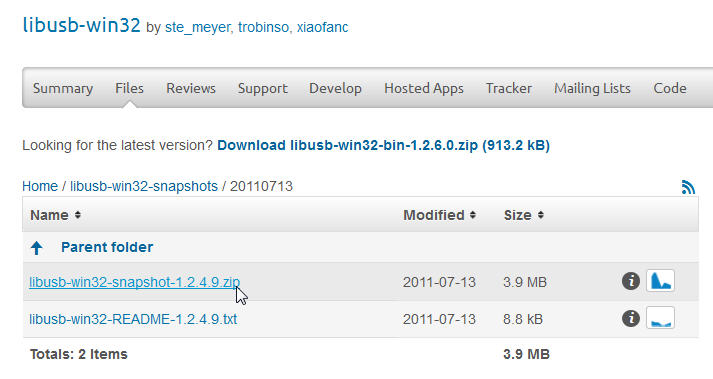 libusb-win32 by ste_meyer, trobinso, xiaofanc
Summary Files Reviews Support Develop Hosted Apps Tracker Mailing Lists Code
Looking for the latest version? Download libusb-win32-bin-1.2.6.0.zip (913.2 kB)
Home / libusb-win32-snapshots / 20110713
Name Modified Size
Parent folder
libusb-win32-snapshot-1.2.4.9.zip 2011-07-13 3.9 MB i
libusb-win32-README-1.2.4.9.txt 2011-07-13 8.8 kB i
Totals: 2 Items 3.9 MB